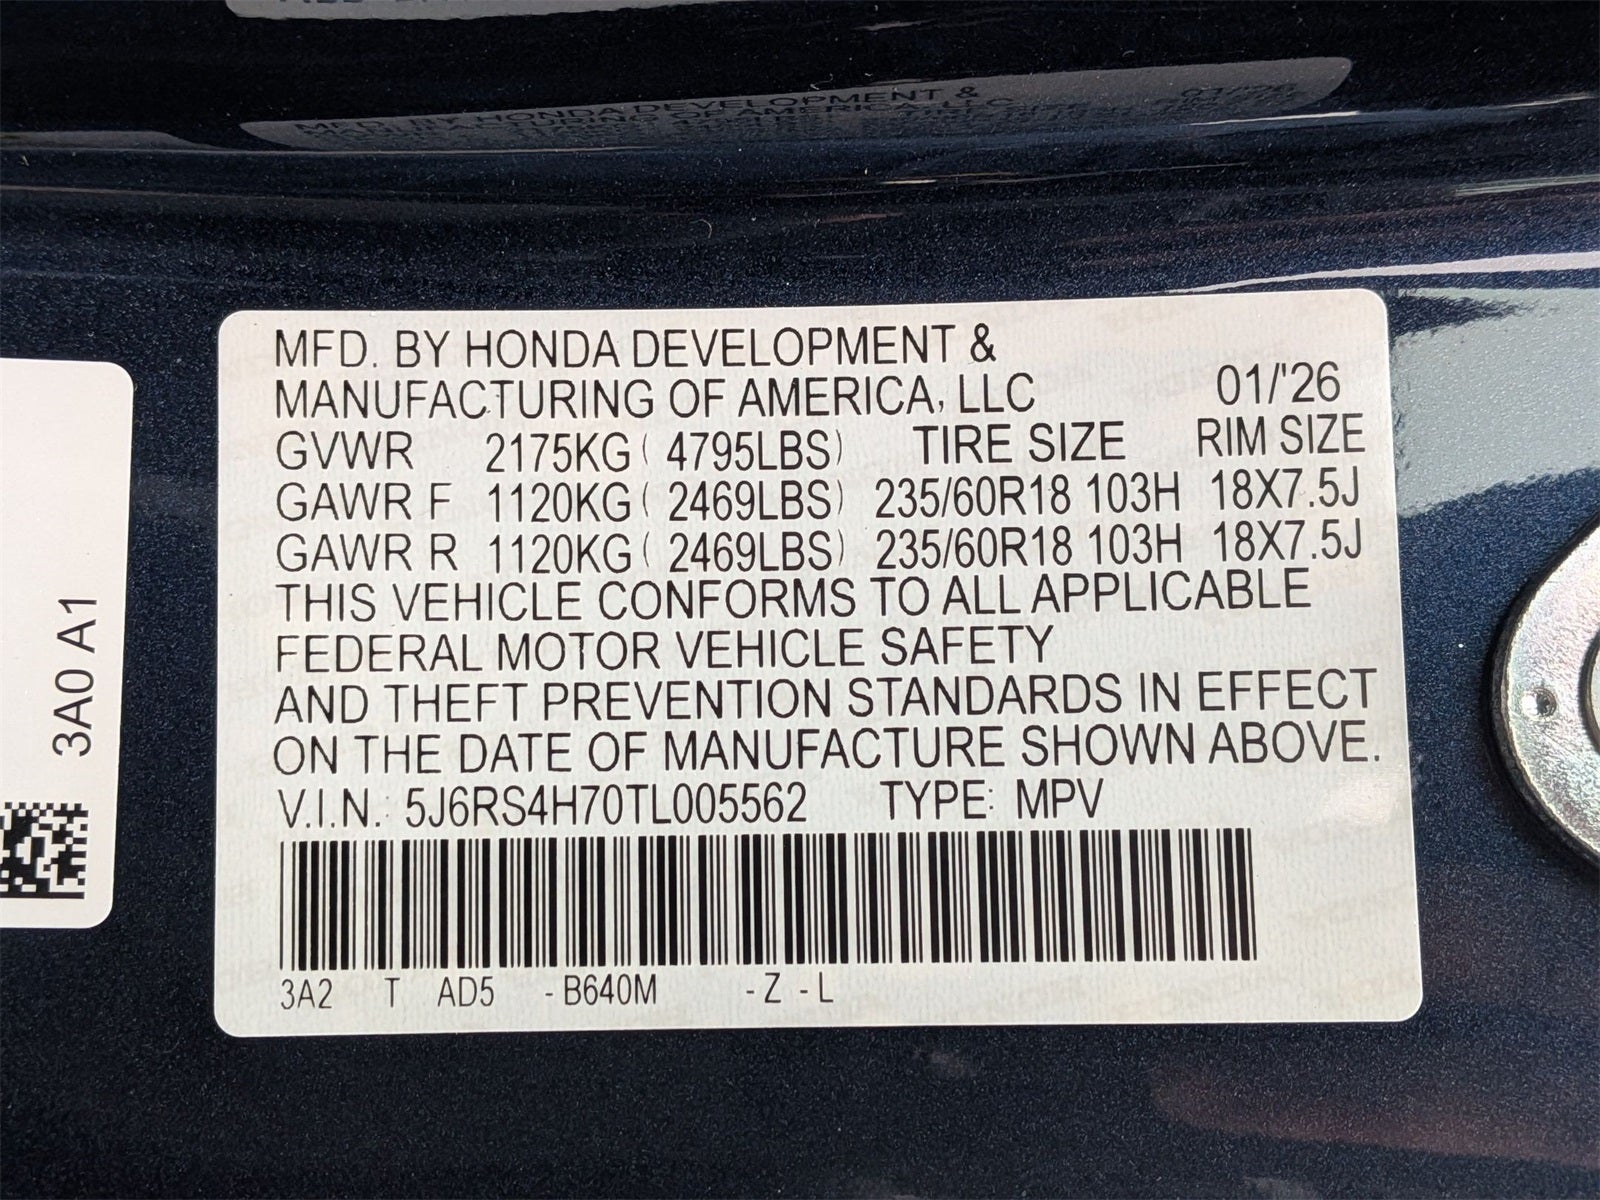 MFD. BY HONDA DEVELOPMENT &
MANUFACTURING OF AMERICA, LLC 01/'26
GVWR 2175KG ( 4795LBS) TIRE SIZE RIM SIZE
GAWR F 1120KG ( 2469LBS) 235/60R18 103H 18X7.5J
GAWR R 1120KG ( 2469LBS) 235/60R18 103H 18X7.5J
THIS VEHICLE CONFORMS TO ALL APPLICABLE
FEDERAL MOTOR VEHICLE SAFETY
AND THEFT PREVENTION STANDARDS IN EFFECT
ON THE DATE OF MANUFACTURE SHOWN ABOVE.
V.I.N.: 5J6RS4H70TL005562 TYPE: MPV
3A2 T AD5 - B640M - Z - L
3A0 A1